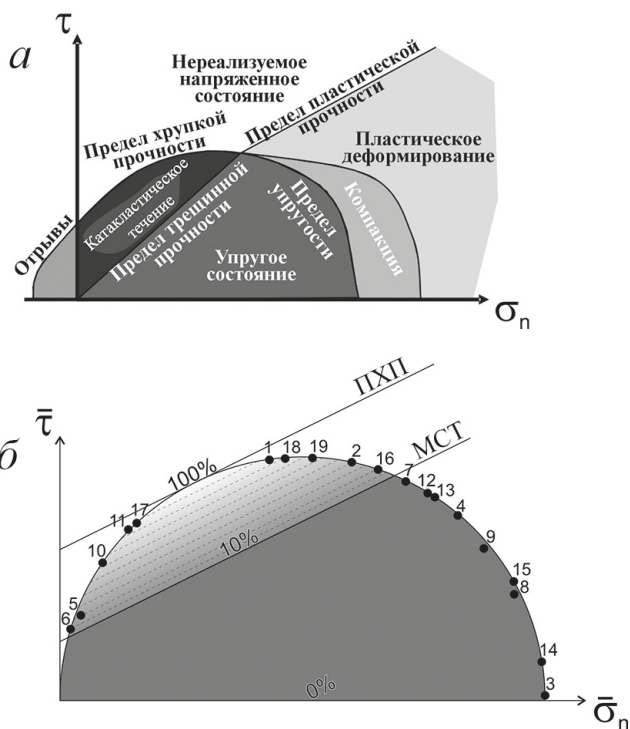 а
τ
Нереализуемое
напряженное
состояние
Предел хрупкой
прочности
Предел пластической
прочности
Пластическое
деформирование
Катакластическое
течение
Предел трещинной
прочности
Предел
упругости
Компакция
Отрывы
Упругое
состояние
σn
б
τ̄
ПХП
МСТ
100%
10%
0%
1
18
19
2
16
7
12
13
4
9
15
8
14
3
17
11
10
5
6
σ̄n